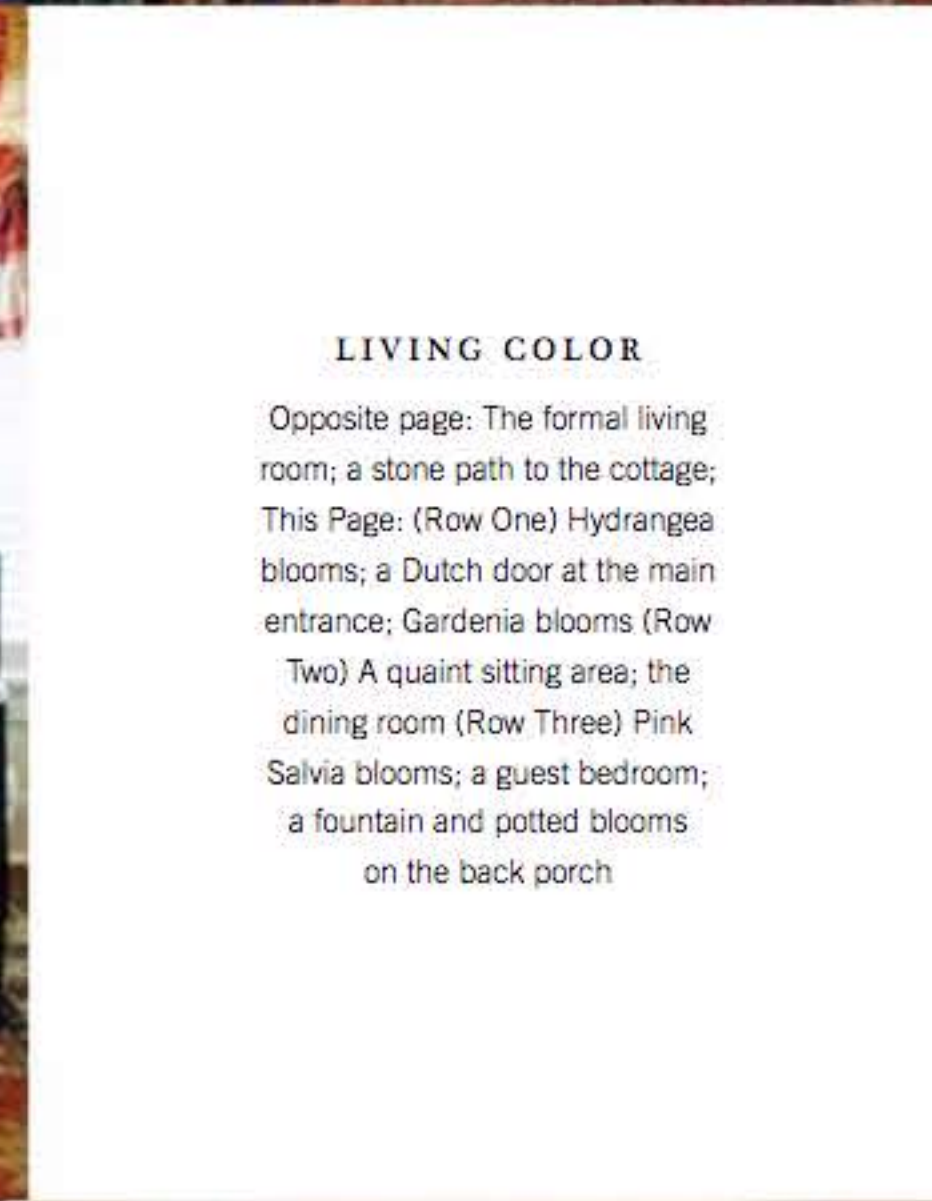 LIVING COLOR
Opposite page: The formal living
room; a stone path to the cottage;
This Page: (Row One) Hydrangea
blooms; a Dutch door at the main
entrance; Gardenia blooms (Row
Two) A quaint sitting area; the
dining room (Row Three) Pink
Salvia blooms; a guest bedroom;
a fountain and potted blooms
on the back porch